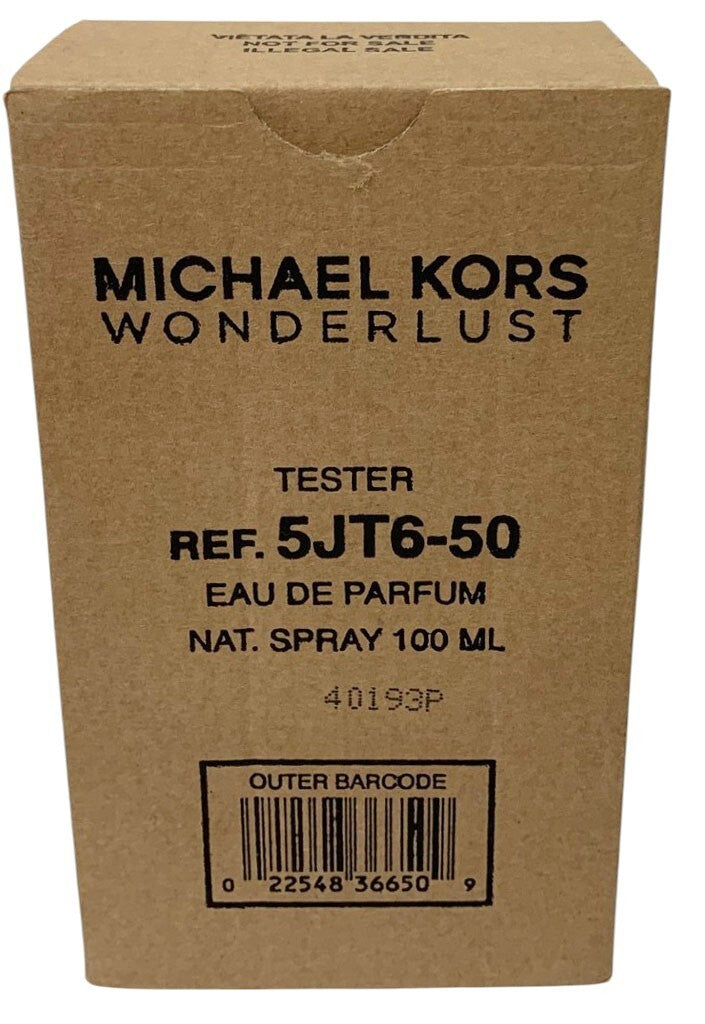 VIETATA LA VENDITA
NOT FOR SALE
ILLEGAL SALE
MICHAEL KORS
WONDERLUST
TESTER
REF. 5JT6-50
EAU DE PARFUM
NAT. SPRAY 100 ML
40193P
OUTER BARCODE
0 22548 36650 9